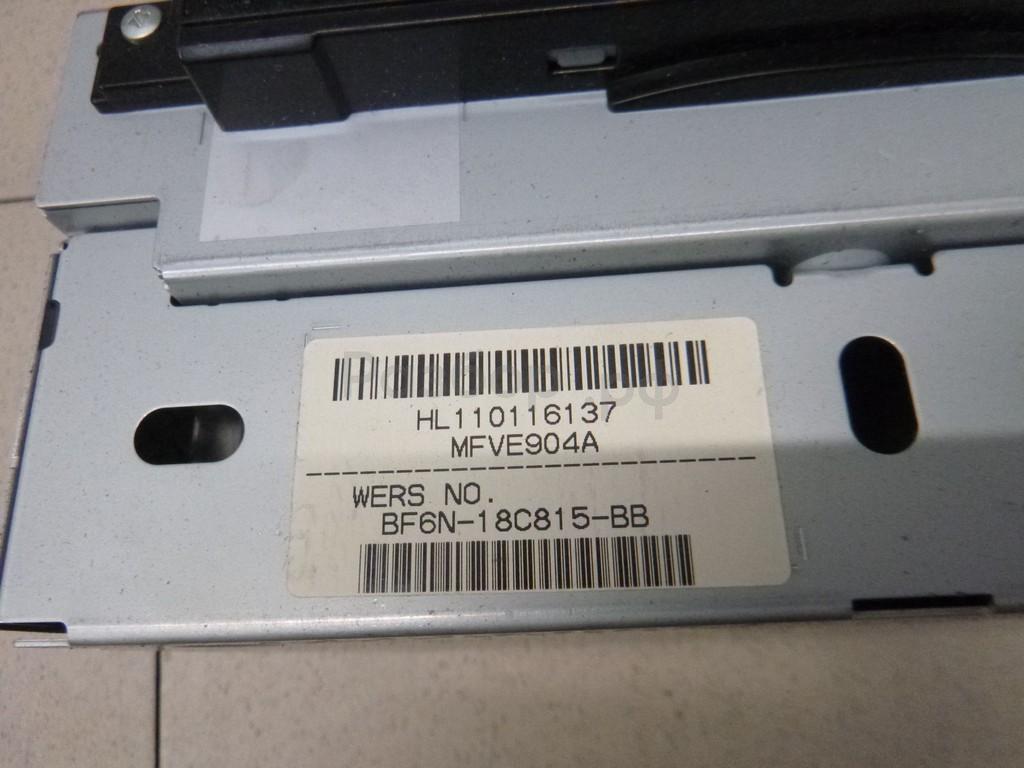 HL110116137
MFVE904A
WERS NO.
BF6N-18C815-BB